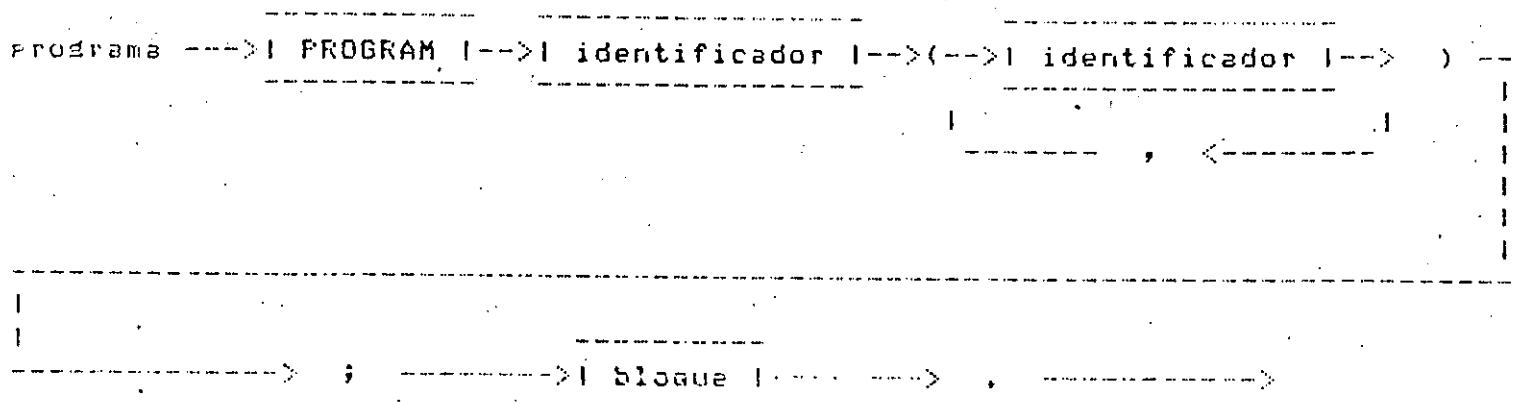 programa --->| PROGRAM |-->| identificador |-->(-->| identificador |--> ) --
, <--------
----------------> ; ---------->| bloque |---- ----> . ------------->